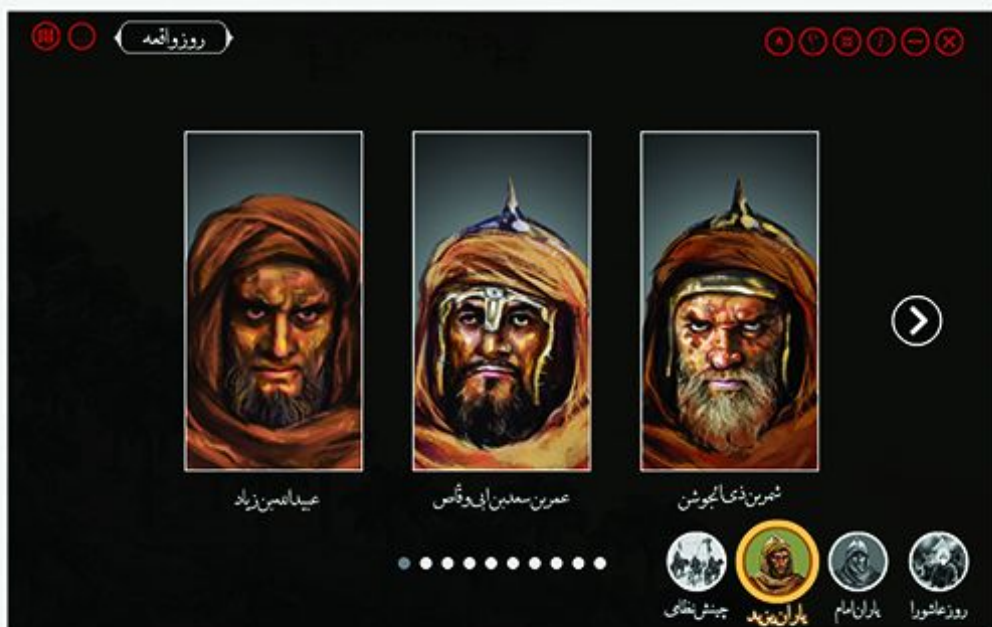 روز واقعه
شمر بن ذی الجوشن
عمر بن سعد بن ابی وقاص
عبیدالله بن زیاد
روز عاشورا
یاران امام
یاران یزید
چینش نظامی